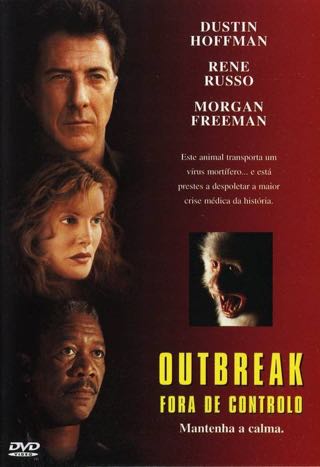 DUSTIN
HOFFMAN
RENE
RUSSO
MORGAN
FREEMAN
Este animal transporta um
vírus mortífero... e está
prestes a despoletar a maior
crise médica da história.
OUTBREAK
FORA DE CONTROLO
Mantenha a calma.
DVD
VIDEO